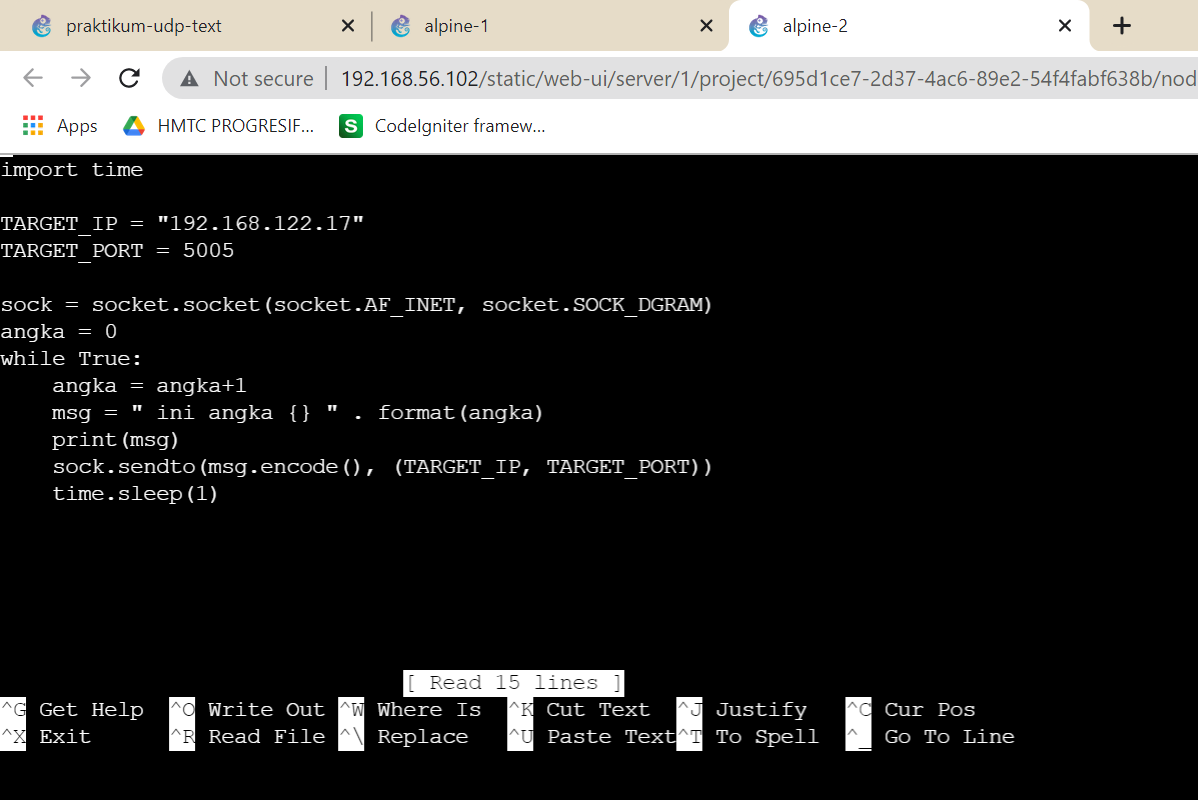 praktikum-udp-text
alpine-1
alpine-2
Not secure
192.168.56.102/static/web-ui/server/1/project/695d1ce7-2d37-4ac6-89e2-54f4fabf638b/nod
Apps
HMTC PROGRESIF...
S
CodeIgniter framew...
import time
TARGET_IP = "192.168.122.17"
TARGET_PORT = 5005
sock = socket.socket(socket.AF_INET, socket.SOCK_DGRAM)
angka = 0
while True:
    angka = angka+1
    msg = " ini angka {} " . format(angka)
    print(msg)
    sock.sendto(msg.encode(), (TARGET_IP, TARGET_PORT))
    time.sleep(1)
[ Read 15 lines ]
^G Get Help  ^O Write Out ^W Where Is  ^K Cut Text  ^J Justify   ^C Cur Pos
^X Exit      ^R Read File ^\ Replace   ^U Paste Text^T To Spell  ^_ Go To Line